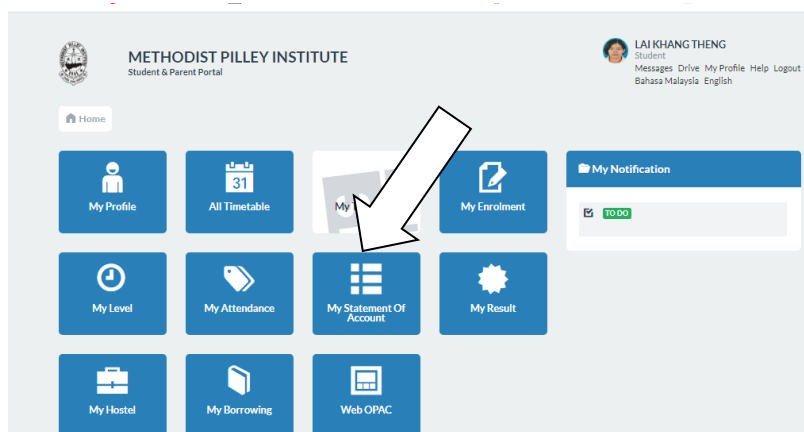 METHODIST PILLEY INSTITUTE
Student & Parent Portal
LAI KHANG THENG
Student
Messages Drive My Profile Help Logout
Bahasa Malaysia English
Home
My Profile
31
All Timetable
My
My Enrolment
My Notification
TO DO
My Level
My Attendance
My Statement Of
Account
My Result
My Hostel
My Borrowing
Web OPAC